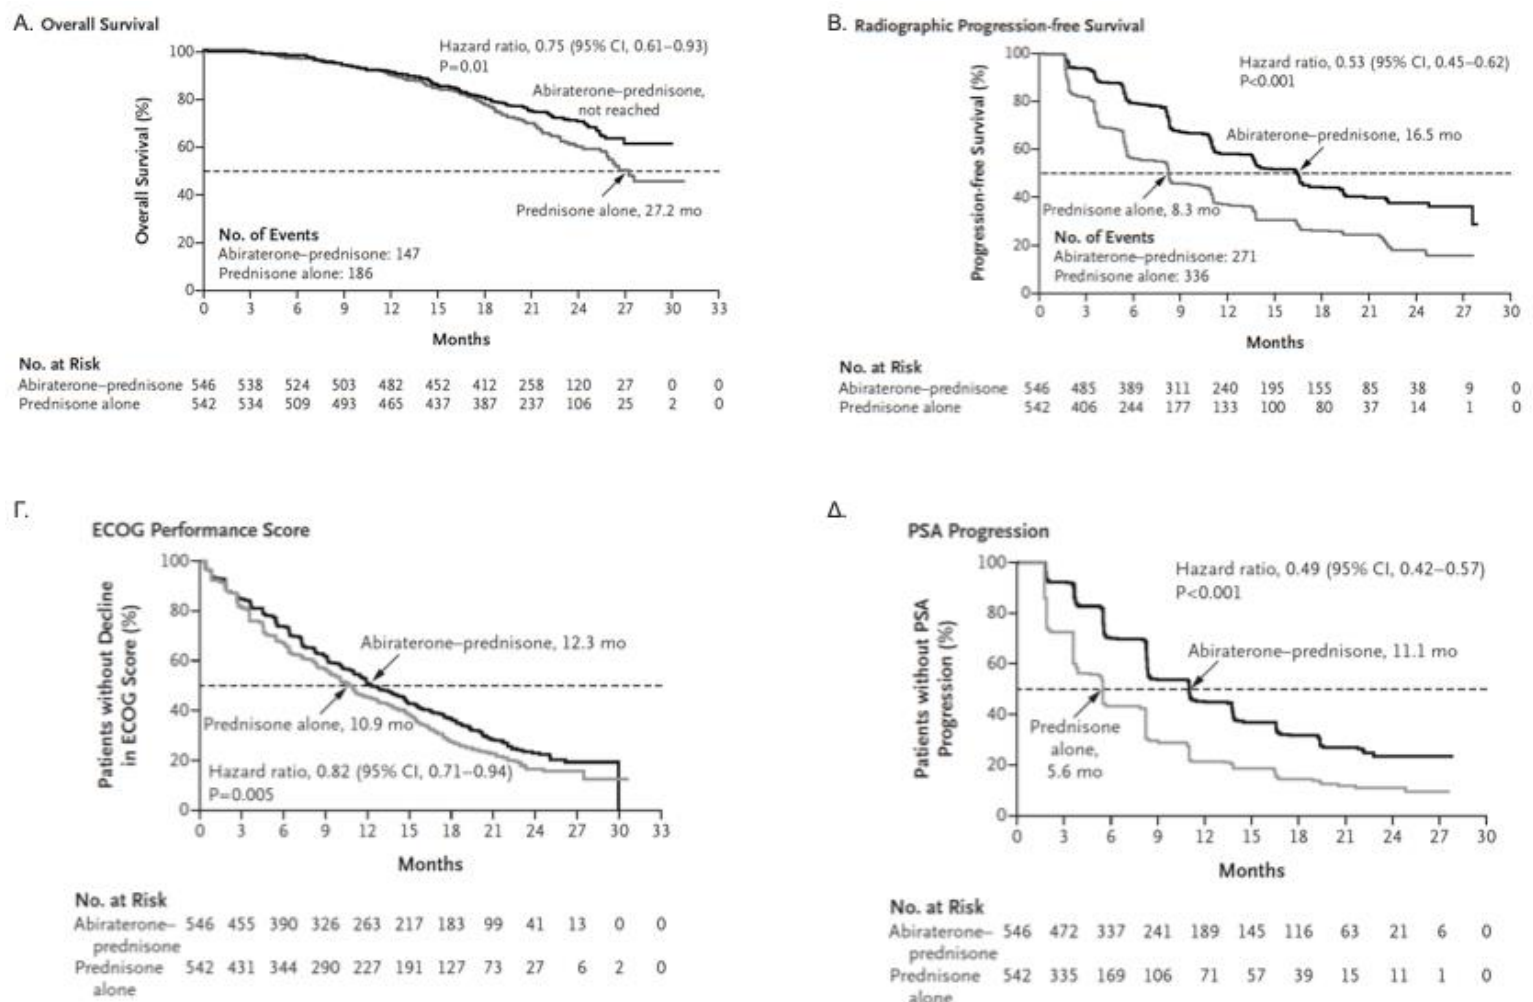 Α. Overall Survival
Hazard ratio, 0.75 (95% CI, 0.61–0.93)
P=0.01
Abiraterone–prednisone,
not reached
Prednisone alone, 27.2 mo
No. of Events
Abiraterone–prednisone: 147
Prednisone alone: 186
Overall Survival (%)
100
80
60
40
20
0
0 3 6 9 12 15 18 21 24 27 30 33
Months
No. at Risk
Abiraterone–prednisone 546 538 524 503 482 452 412 258 120 27 0 0
Prednisone alone 542 534 509 493 465 437 387 237 106 25 2 0
Β. Radiographic Progression-free Survival
Hazard ratio, 0.53 (95% CI, 0.45–0.62)
P<0.001
Abiraterone–prednisone, 16.5 mo
Prednisone alone, 8.3 mo
No. of Events
Abiraterone–prednisone: 271
Prednisone alone: 336
Progression-free Survival (%)
100
80
60
40
20
0
0 3 6 9 12 15 18 21 24 27 30
Months
No. at Risk
Abiraterone–prednisone 546 485 389 311 240 195 155 85 38 9 0
Prednisone alone 542 406 244 177 133 100 80 37 14 1 0
Γ.
ECOG Performance Score
Abiraterone–prednisone, 12.3 mo
Prednisone alone, 10.9 mo
Hazard ratio, 0.82 (95% CI, 0.71–0.94)
P=0.005
Patients without Decline
in ECOG Score (%)
100
80
60
40
20
0
0 3 6 9 12 15 18 21 24 27 30 33
Months
No. at Risk
Abiraterone– 546 455 390 326 263 217 183 99 41 13 0 0
prednisone
Prednisone 542 431 344 290 227 191 127 73 27 6 2 0
alone
Δ.
PSA Progression
Hazard ratio, 0.49 (95% CI, 0.42–0.57)
P<0.001
Abiraterone–prednisone, 11.1 mo
Prednisone
alone,
5.6 mo
Patients without PSA
Progression (%)
100
80
60
40
20
0
0 3 6 9 12 15 18 21 24 27 30
Months
No. at Risk
Abiraterone– 546 472 337 241 189 145 116 63 21 6 0
prednisone
Prednisone 542 335 169 106 71 57 39 15 11 1 0
alone